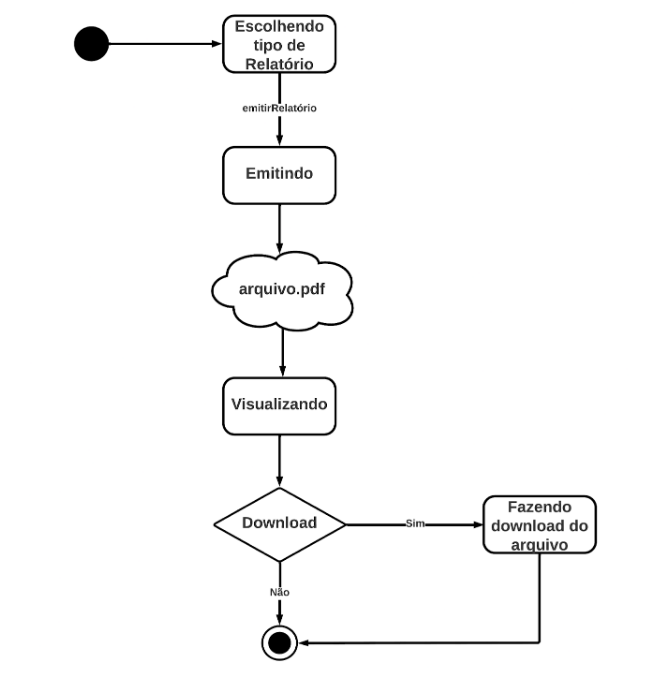 Escolhendo
tipo de
Relatório
emitirRelatório
Emitindo
arquivo.pdf
Visualizando
Download
Sim
Fazendo
download do
arquivo
Não